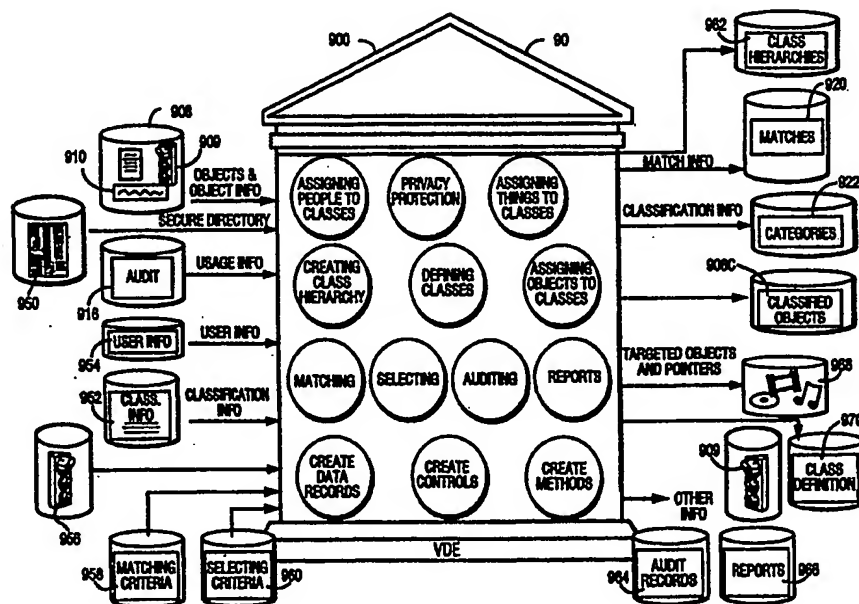 900
90
962
CLASS
HIERARCHIES
908
909
910
OBJECTS &
OBJECT INFO
ASSIGNING
PEOPLE TO
CLASSES
PRIVACY
PROTECTION
ASSIGNING
THINGS TO
CLASSES
MATCH INFO
920
MATCHES
SECURE DIRECTORY
950
CLASSIFICATION INFO
922
CATEGORIES
AUDIT
916
USAGE INFO
CREATING
CLASS
HIERARCHY
DEFINING
CLASSES
ASSIGNING
OBJECTS TO
CLASSES
908C
CLASSIFIED
OBJECTS
USER INFO
954
USER INFO
MATCHING
SELECTING
AUDITING
REPORTS
TARGETED OBJECTS
AND POINTERS
968
952
CLASS.
INFO
CLASSIFICATION
INFO
956
CREATE
DATA
RECORDS
CREATE
CONTROLS
CREATE
METHODS
OTHER
INFO
909
970
CLASS
DEFINITION
VDE
958
MATCHING
CRITERIA
SELECTING
CRITERIA
960
964
AUDIT
RECORDS
REPORTS
966